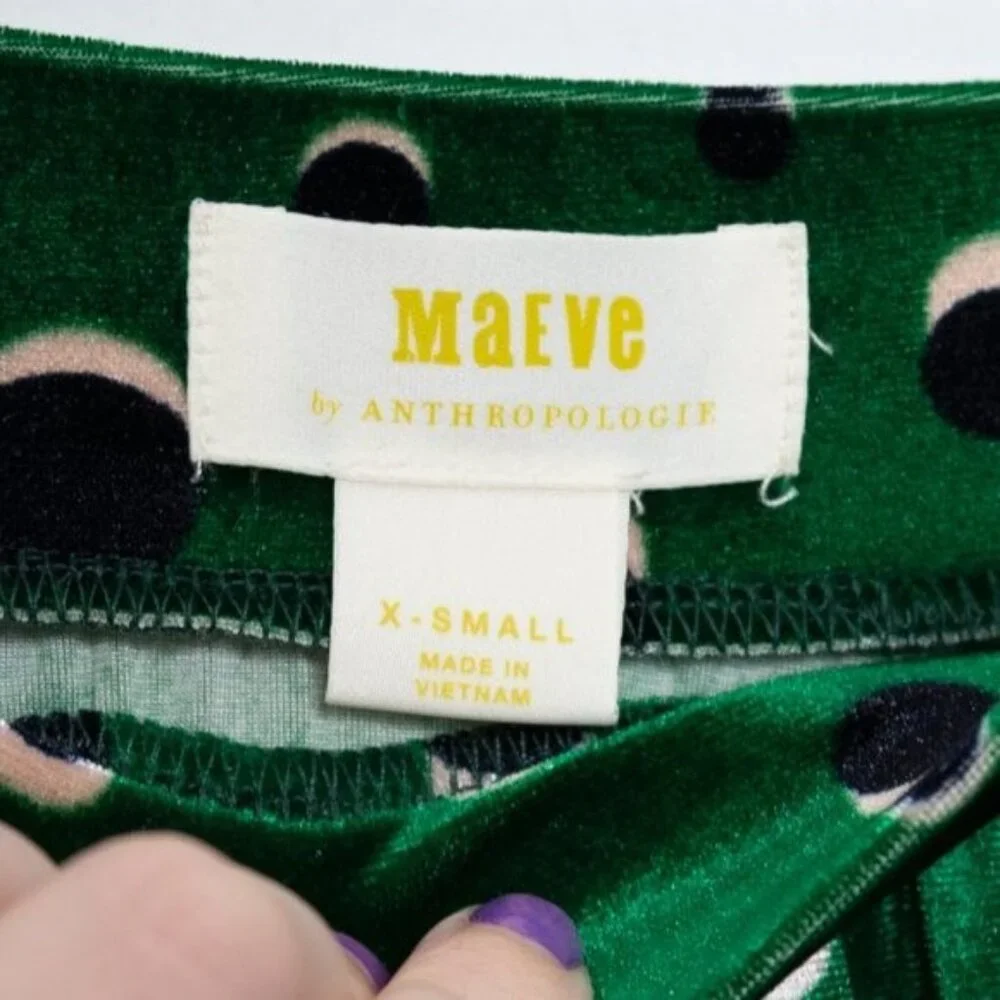 MaEVe
by ANTHROPOLOGIE
X-SMALL
MADE IN
VIETNAM